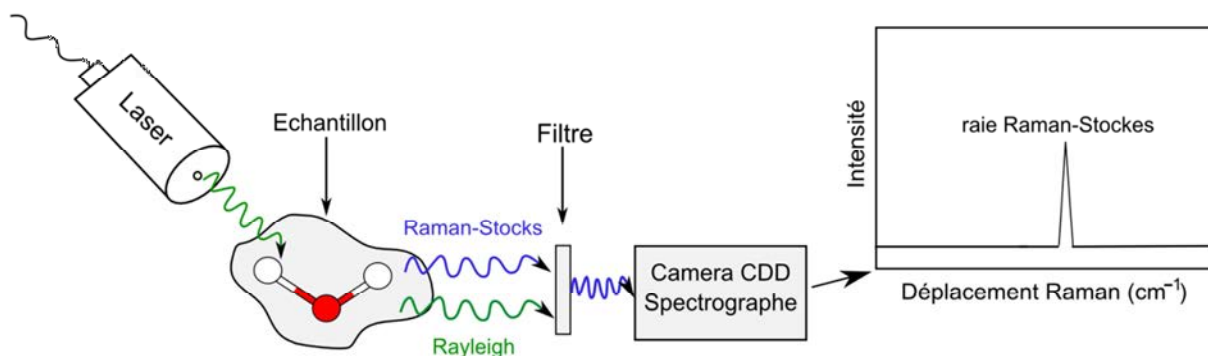 Laser
Echantillon
Filtre
Raman-Stocks
Rayleigh
Camera CDD
Spectrographe
Intensité
raie Raman-Stockes
Déplacement Raman (cm⁻¹)